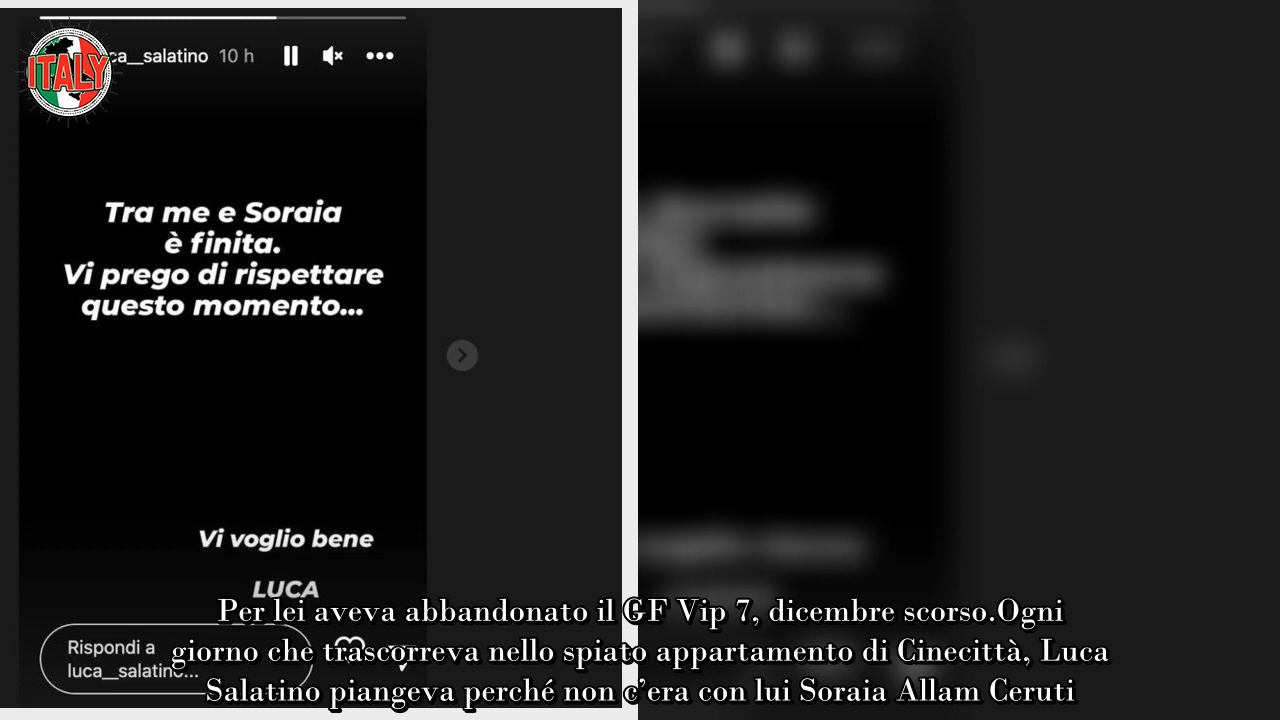 ITALY
ca__salatino 10 h
Tra me e Soraia
è finita.
Vi prego di rispettare
questo momento...
Vi voglio bene
LUCA
Rispondi a
luca__salatino...
Per lei aveva abbandonato il GF Vip 7, dicembre scorso.Ogni
giorno che trascorreva nello spiato appartamento di Cinecittà, Luca
Salatino piangeva perché non c'era con lui Soraia Allam Ceruti